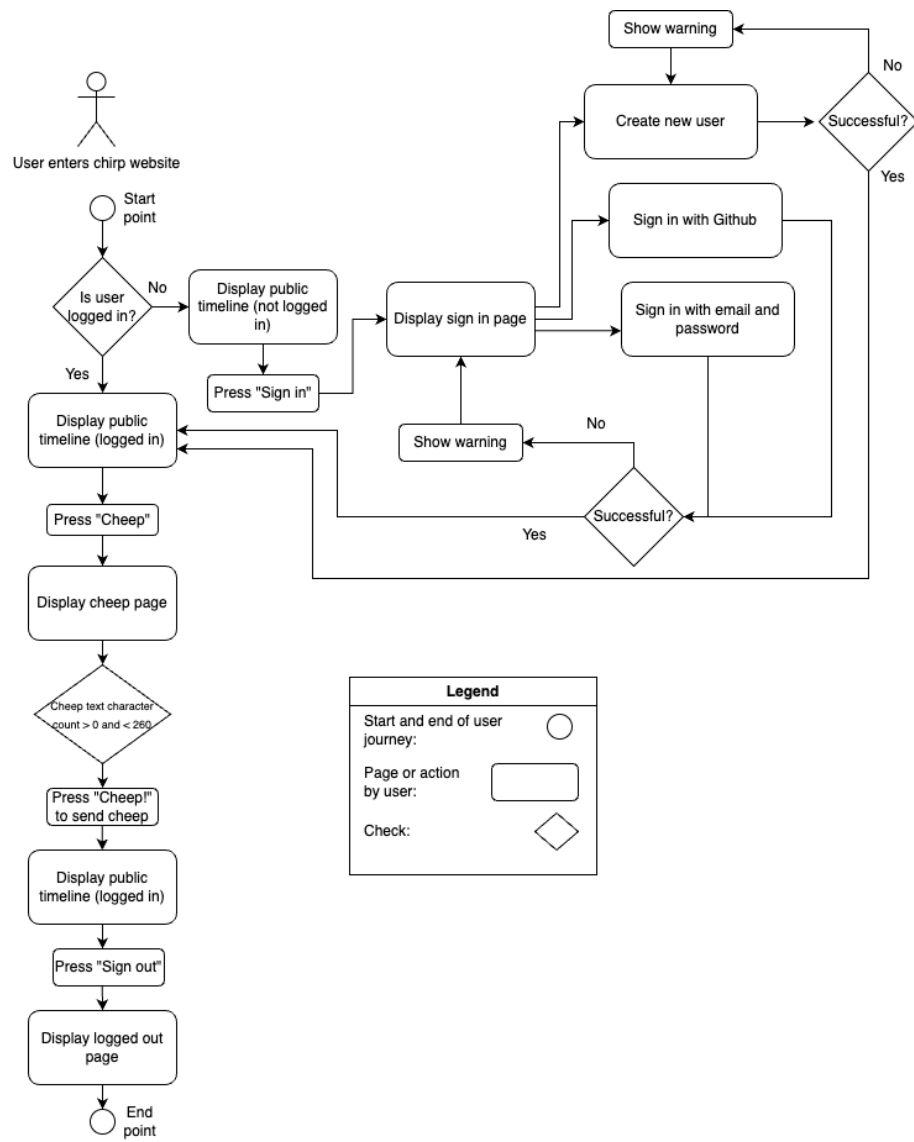 Show warning
No
Create new user
Successful?
Yes
User enters chirp website
Start
point
Sign in with Github
Is user
logged in?
No
Display public
timeline (not logged
in)
Display sign in page
Sign in with email and
password
Yes
Press "Sign in"
Display public
timeline (logged in)
Show warning
No
Successful?
Yes
Press "Cheep"
Display cheep page
Cheep text character
count > 0 and < 260
Press "Cheep!"
to send cheep
Display public
timeline (logged in)
Press "Sign out"
Display logged out
page
End
point
Legend
Start and end of user
journey:
Page or action
by user:
Check: